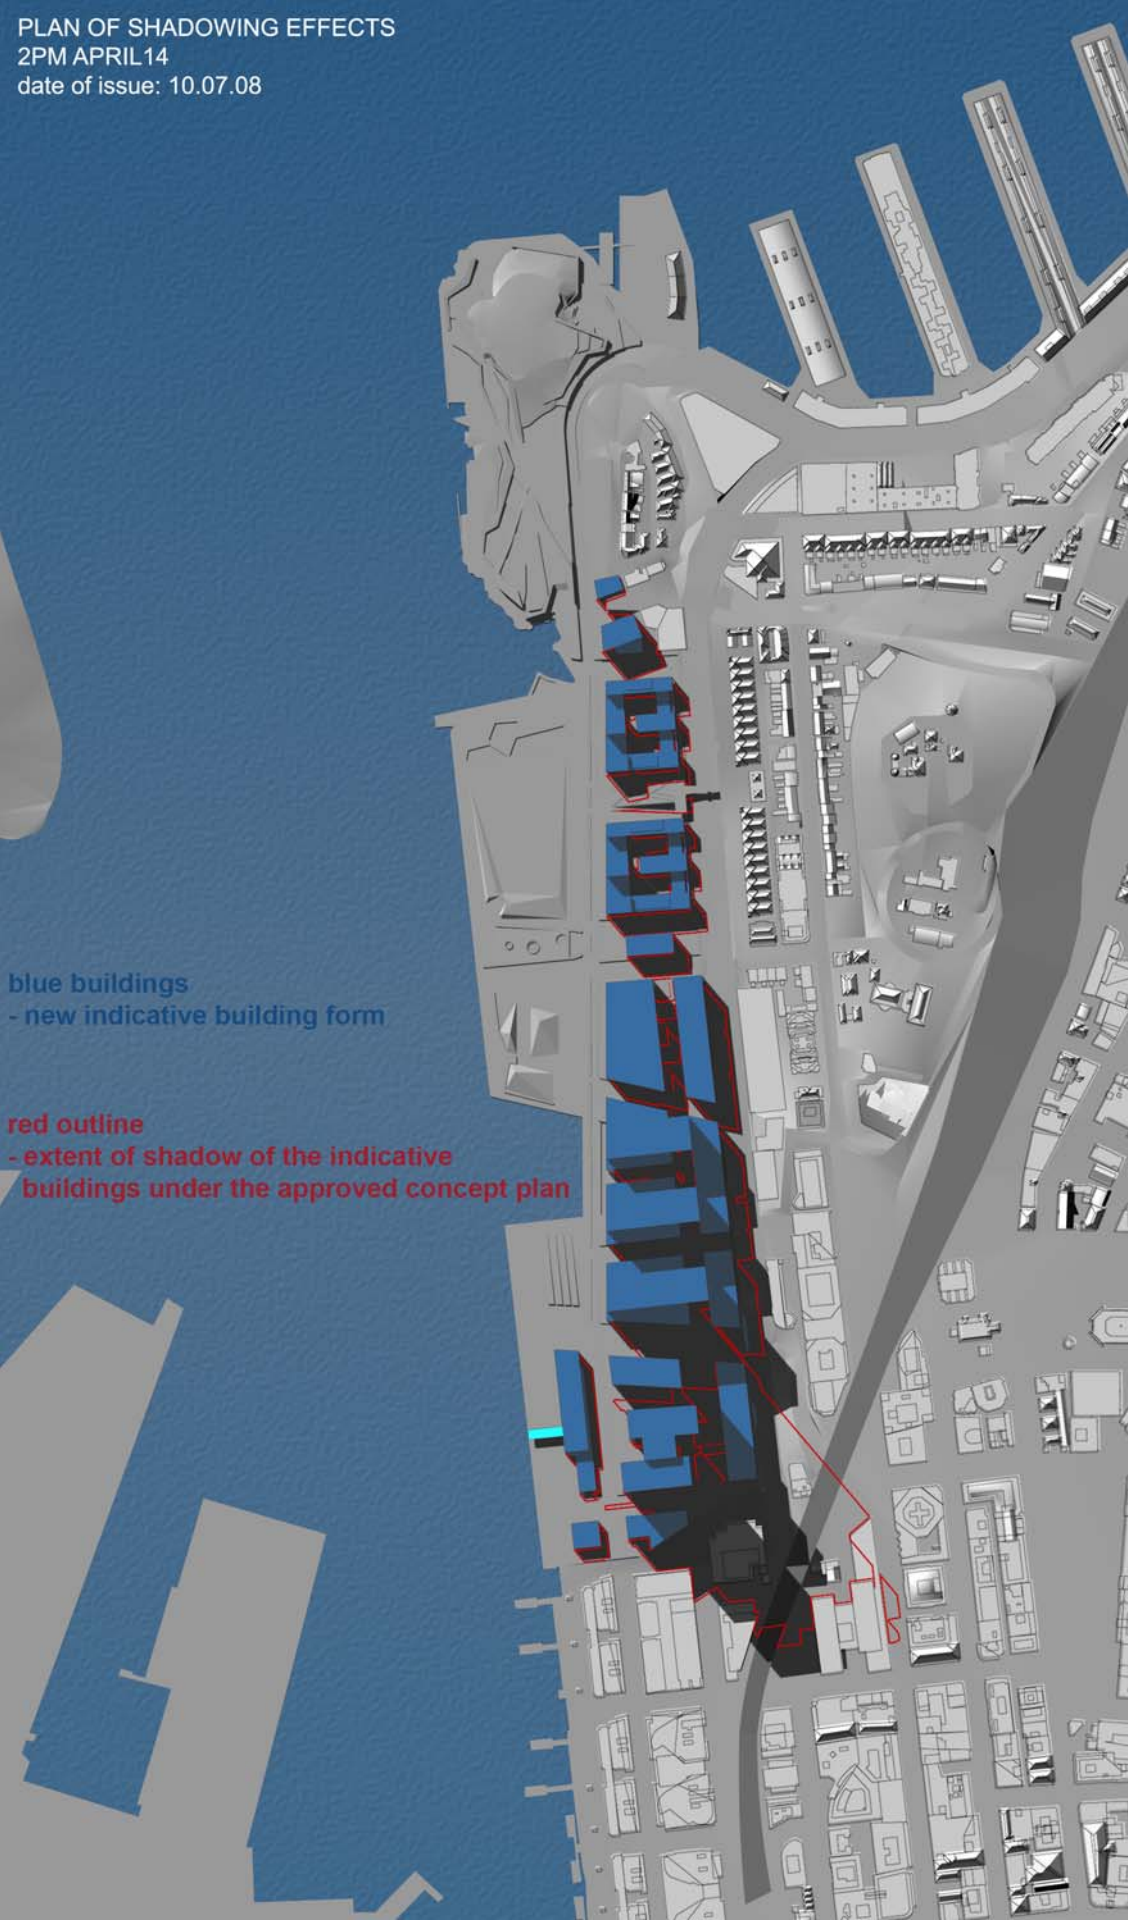 PLAN OF SHADOWING EFFECTS
2PM APRIL14
date of issue: 10.07.08
blue buildings
- new indicative building form
red outline
- extent of shadow of the indicative
buildings under the approved concept plan